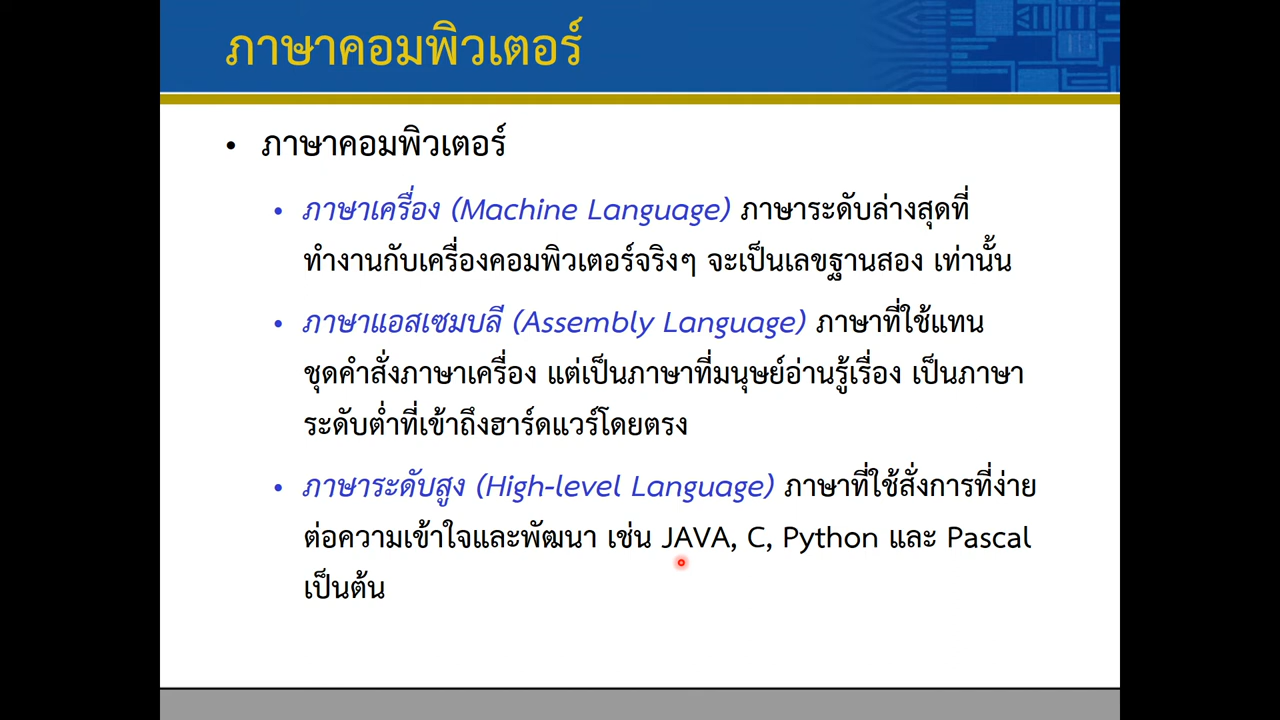 ภาษาคอมพิวเตอร์
• ภาษาคอมพิวเตอร์
• ภาษาเครื่อง (Machine Language) ภาษาระดับล่างสุดที่
ทำงานกับเครื่องคอมพิวเตอร์จริงๆ จะเป็นเลขฐานสอง เท่านั้น
• ภาษาแอสเซมบลี (Assembly Language) ภาษาที่ใช้แทน
ชุดคำสั่งภาษาเครื่อง แต่เป็นภาษาที่มนุษย์อ่านรู้เรื่อง เป็นภาษา
ระดับต่ำที่เข้าถึงฮาร์ดแวร์โดยตรง
• ภาษาระดับสูง (High-level Language) ภาษาที่ใช้สั่งการที่ง่าย
ต่อความเข้าใจและพัฒนา เช่น JAVA, C, Python และ Pascal
เป็นต้น